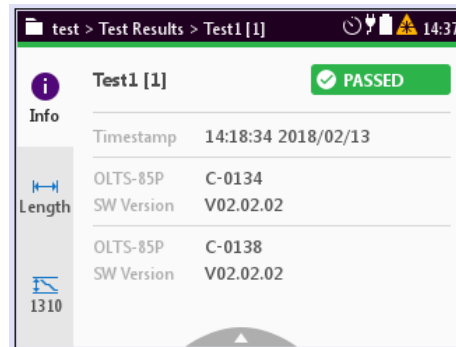 test > Test Results > Test1 [1] 14:37
Test1 [1] PASSED
Info
Timestamp 14:18:34 2018/02/13
OLTS-85P C-0134
Length
SW Version V02.02.02
OLTS-85P C-0138
SW Version V02.02.02
1310